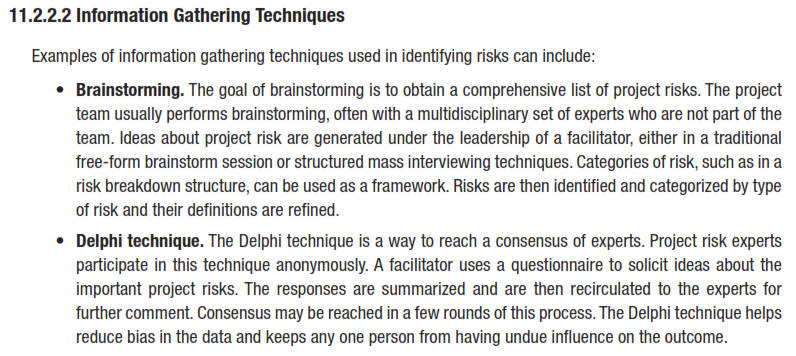 11.2.2.2 Information Gathering Techniques
Examples of information gathering techniques used in identifying risks can include:
• Brainstorming. The goal of brainstorming is to obtain a comprehensive list of project risks. The project
team usually performs brainstorming, often with a multidisciplinary set of experts who are not part of the
team. Ideas about project risk are generated under the leadership of a facilitator, either in a traditional
free-form brainstorm session or structured mass interviewing techniques. Categories of risk, such as in a
risk breakdown structure, can be used as a framework. Risks are then identified and categorized by type
of risk and their definitions are refined.
• Delphi technique. The Delphi technique is a way to reach a consensus of experts. Project risk experts
participate in this technique anonymously. A facilitator uses a questionnaire to solicit ideas about the
important project risks. The responses are summarized and are then recirculated to the experts for
further comment. Consensus may be reached in a few rounds of this process. The Delphi technique helps
reduce bias in the data and keeps any one person from having undue influence on the outcome.